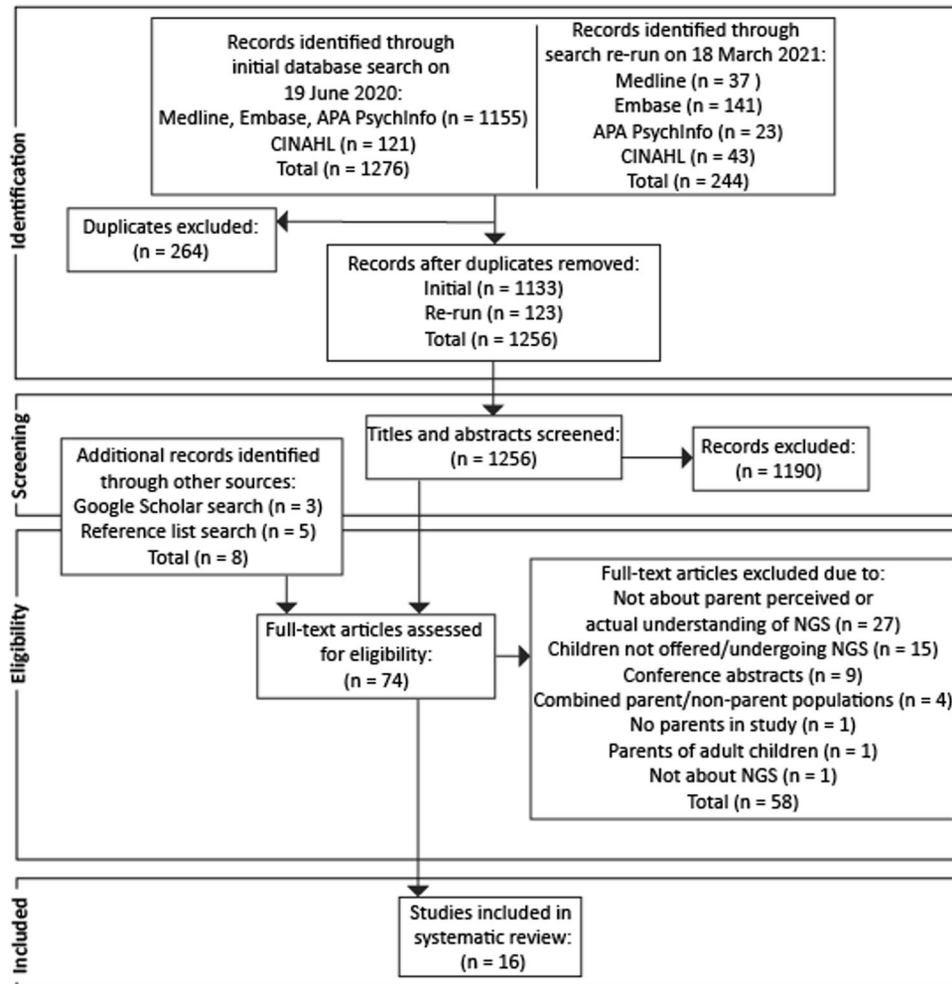 Identification
Records identified through
initial database search on
19 June 2020:
Medline, Embase, APA PsychInfo (n = 1155)
CINAHL (n = 121)
Total (n = 1276)
Records identified through
search re-run on 18 March 2021:
Medline (n = 37 )
Embase (n = 141)
APA PsychInfo (n = 23)
CINAHL (n = 43)
Total (n = 244)
Duplicates excluded:
(n = 264)
Records after duplicates removed:
Initial (n = 1133)
Re-run (n = 123)
Total (n = 1256)
Screening
Titles and abstracts screened:
(n = 1256)
Records excluded:
(n = 1190)
Additional records identified
through other sources:
Google Scholar search (n = 3)
Reference list search (n = 5)
Total (n = 8)
Eligibility
Full-text articles assessed
for eligibility:
(n = 74)
Full-text articles excluded due to:
Not about parent perceived or
actual understanding of NGS (n = 27)
Children not offered/undergoing NGS (n = 15)
Conference abstracts (n = 9)
Combined parent/non-parent populations (n = 4)
No parents in study (n = 1)
Parents of adult children (n = 1)
Not about NGS (n = 1)
Total (n = 58)
Included
Studies included in
systematic review:
(n = 16)